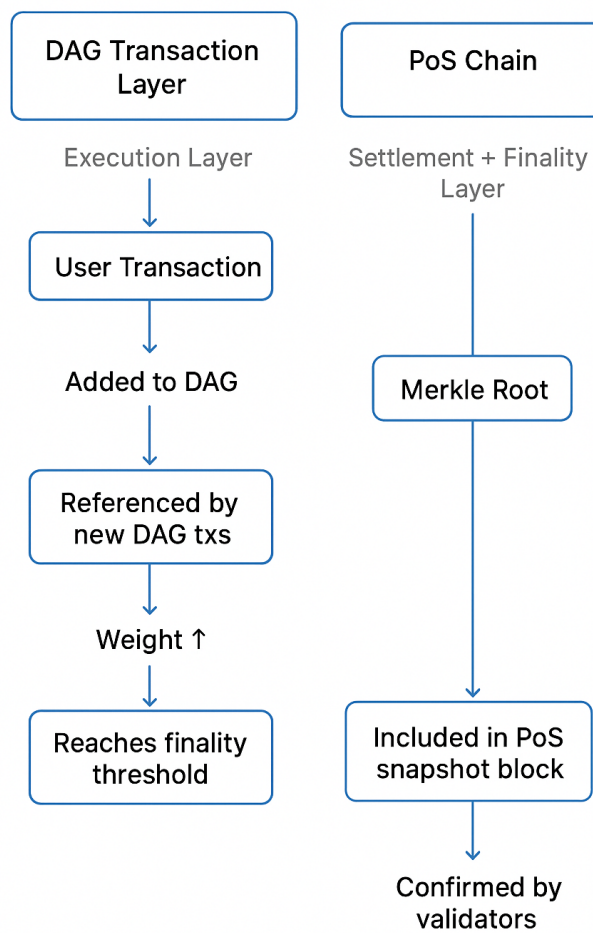 DAG Transaction
Layer
Execution Layer
User Transaction
Added to DAG
Referenced by
new DAG txs
Weight ↑
Reaches finality
threshold
PoS Chain
Settlement + Finality
Layer
Merkle Root
Included in PoS
snapshot block
Confirmed by
validators